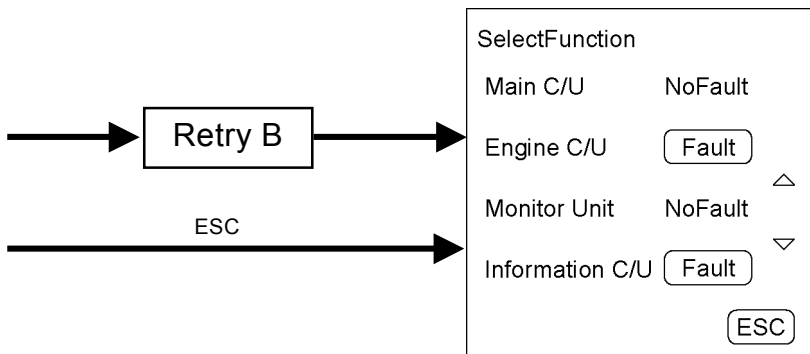 SelectFunction
Main C/U NoFault
Retry B
Engine C/U Fault
Monitor Unit NoFault
ESC
Information C/U Fault
ESC